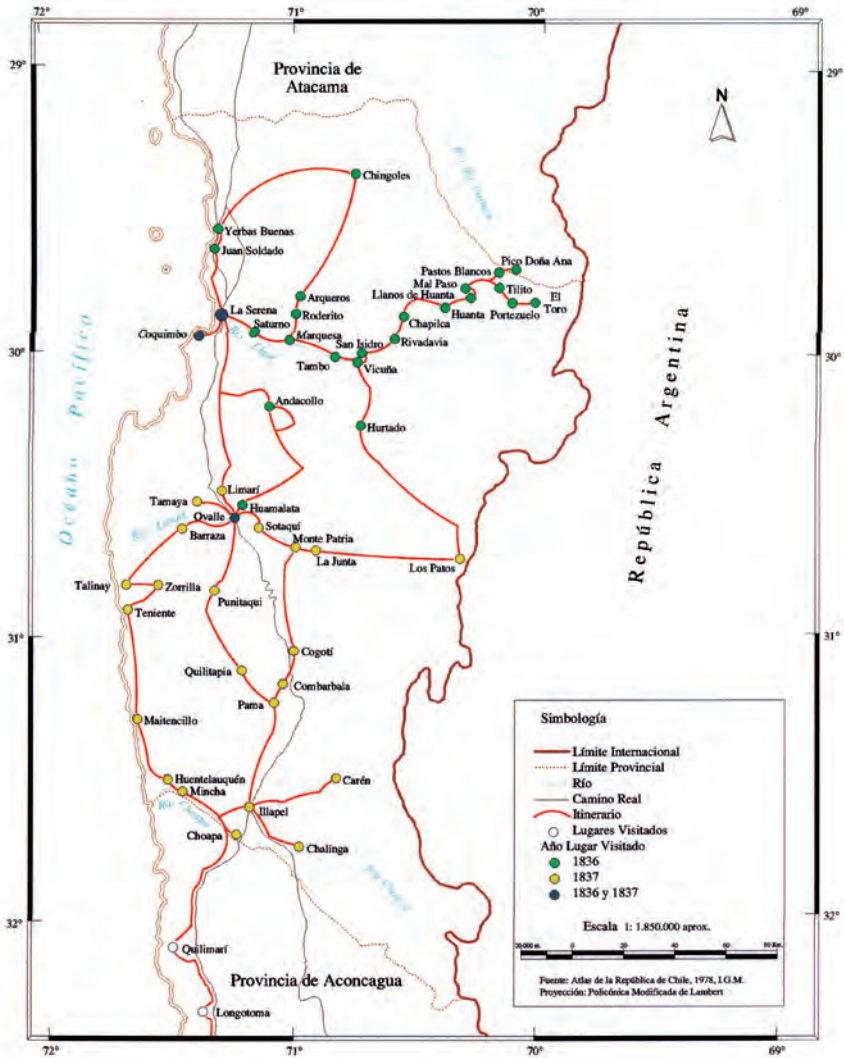 72° 71° 70° 69°
29° 29°
Provincia de
Atacama
N
Chingoles
Yerbas Buenas
Juan Soldado
Pico Doña Ana
Pastos Blancos
Mal Paso
Tilito
El
Toro
Llanos de Huanta
Arqueros
La Serena
Roderito
Huanta
Portezuelo
Saturno
Chapilca
Coquimbo
Marquesa
San Isidro
Rivadavia
30° 30°
Tambo
Vicuña
Andacollo
Hurtado
Océano Pacífico
República Argentina
Limarí
Tamaya
Huamalata
Ovalle
Sotaquí
Barraza
Monte Patria
La Junta
Los Patos
Talinay
Zorrilla
Punitaqui
Teniente
31° 31°
Cogotí
Quilitapia
Combarbala
Pama
Maitencillo
Huentelauquén
Carén
Mincha
Illapel
Choapa
Chalinga
32° 32°
Quilimarí
Provincia de Aconcagua
Longotoma
Simbología
Límite Internacional
Límite Provincial
Río
Camino Real
Itinerario
Lugares Visitados
Año Lugar Visitado
1836
1837
1836 y 1837
Escala 1: 1.850.000 aprox.
0 20 40 60
Fuente: Atlas de la República de Chile, 1978, I.G.M.
Proyección: Policónica Modificada de Lambert
72° 71° 70° 69°